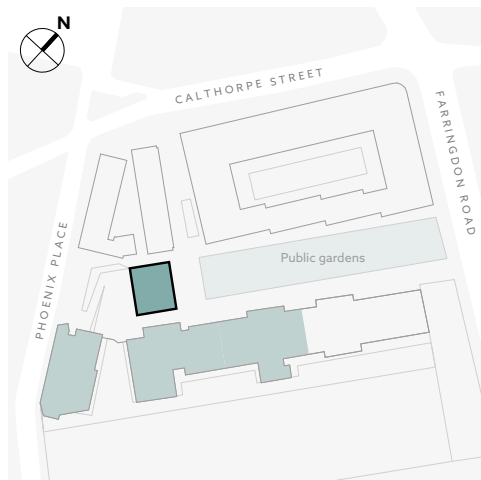 N
CALTHORPE STREET
FARRINGDON ROAD
PHOENIX PLACE
Public gardens